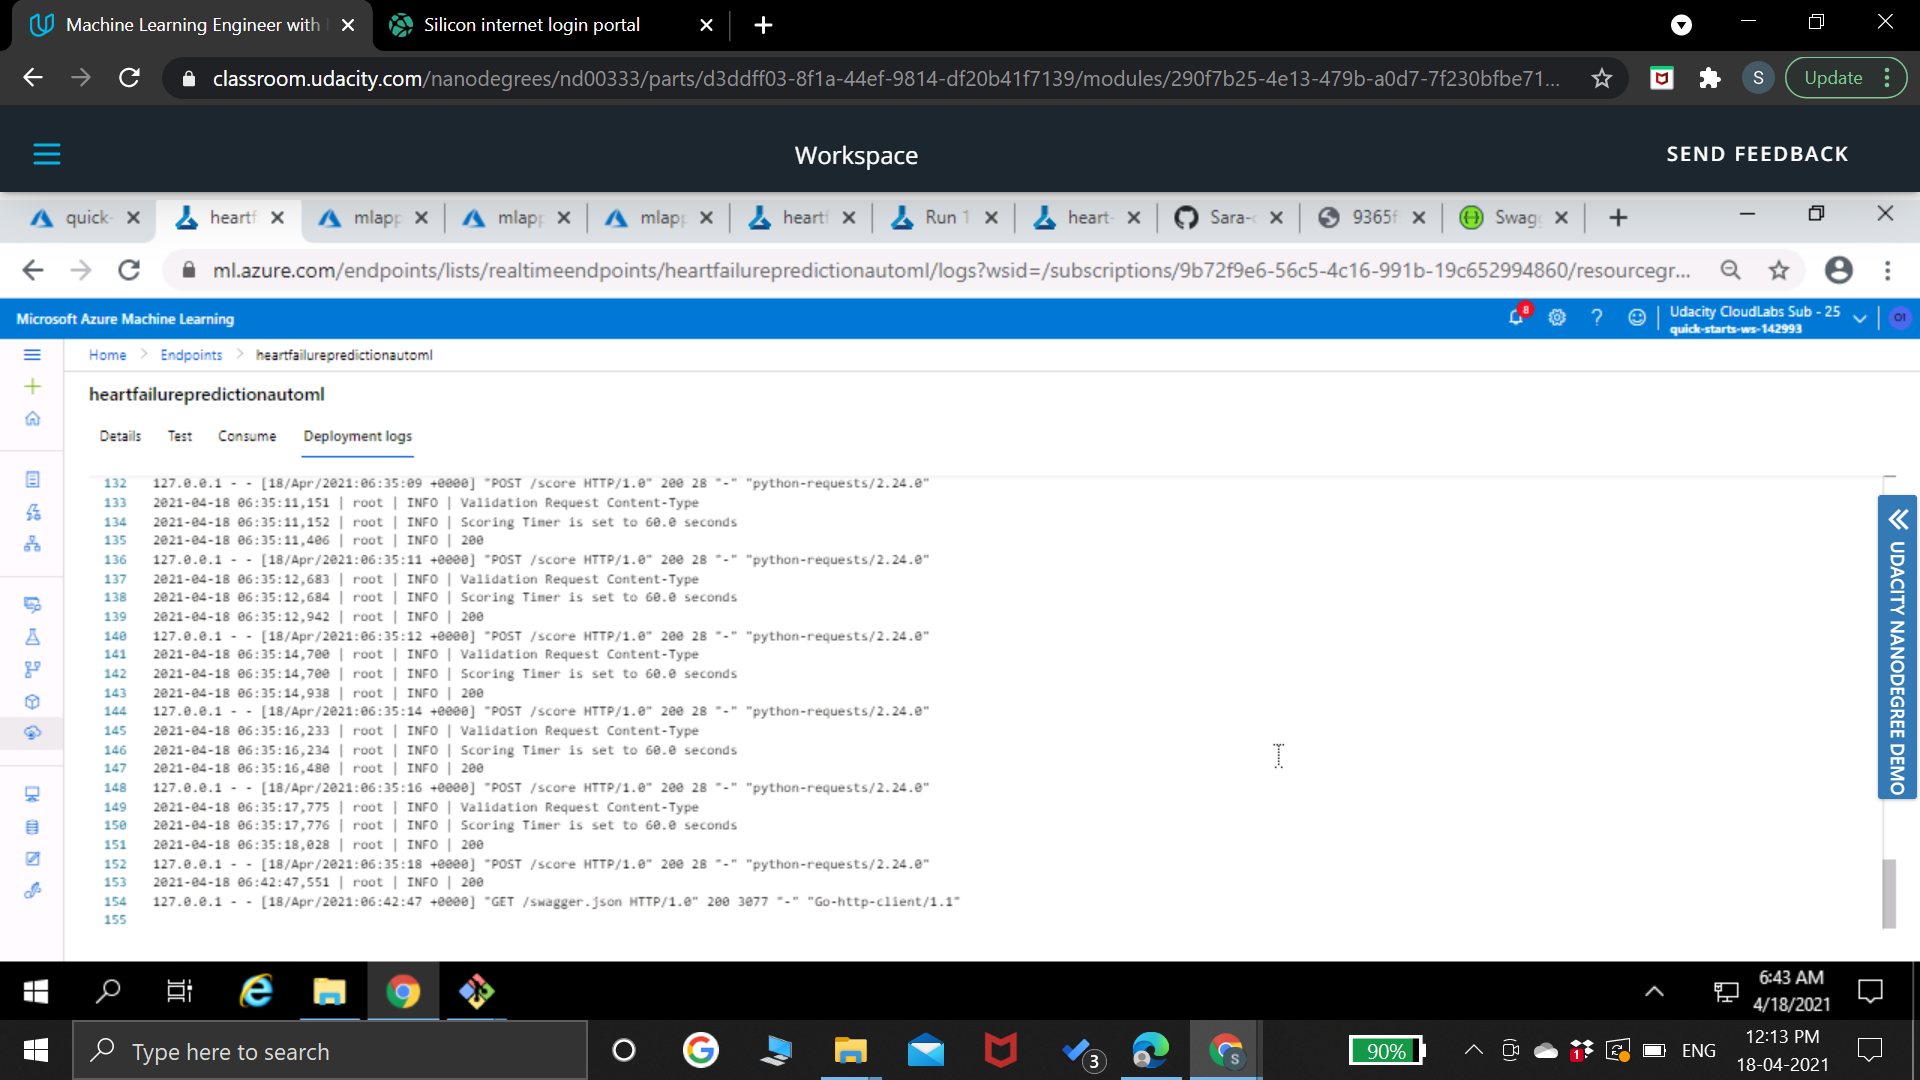 Machine Learning Engineer with
Silicon internet login portal
classroom.udacity.com/nanodegrees/nd00333/parts/d3ddff03-8f1a-44ef-9814-df20b41f7139/modules/290f7b25-4e13-479b-a0d7-7f230bfbe71...
S
Update
Workspace
SEND FEEDBACK
quick-
heartf
mlapp
mlapp
mlapp
heartf
Run 1
heart-
Sara-
9365f
Swag
ml.azure.com/endpoints/lists/realtimeendpoints/heartfailurepredictionautoml/logs?wsid=/subscriptions/9b72f9e6-56c5-4c16-991b-19c652994860/resourcegr...
Microsoft Azure Machine Learning
8
?
Udacity CloudLabs Sub - 25
quick-starts-ws-142993
OI
Home
Endpoints
heartfailurepredictionautoml
heartfailurepredictionautoml
Details
Test
Consume
Deployment logs
132 127.0.0.1 - - [18/Apr/2021:06:35:09 +0000] "POST /score HTTP/1.0" 200 28 "-" "python-requests/2.24.0"
133 2021-04-18 06:35:11,151 | root | INFO | Validation Request Content-Type
134 2021-04-18 06:35:11,152 | root | INFO | Scoring Timer is set to 60.0 seconds
135 2021-04-18 06:35:11,406 | root | INFO | 200
136 127.0.0.1 - - [18/Apr/2021:06:35:11 +0000] "POST /score HTTP/1.0" 200 28 "-" "python-requests/2.24.0"
137 2021-04-18 06:35:12,683 | root | INFO | Validation Request Content-Type
138 2021-04-18 06:35:12,684 | root | INFO | Scoring Timer is set to 60.0 seconds
139 2021-04-18 06:35:12,942 | root | INFO | 200
140 127.0.0.1 - - [18/Apr/2021:06:35:12 +0000] "POST /score HTTP/1.0" 200 28 "-" "python-requests/2.24.0"
141 2021-04-18 06:35:14,700 | root | INFO | Validation Request Content-Type
142 2021-04-18 06:35:14,700 | root | INFO | Scoring Timer is set to 60.0 seconds
143 2021-04-18 06:35:14,938 | root | INFO | 200
144 127.0.0.1 - - [18/Apr/2021:06:35:14 +0000] "POST /score HTTP/1.0" 200 28 "-" "python-requests/2.24.0"
145 2021-04-18 06:35:16,233 | root | INFO | Validation Request Content-Type
146 2021-04-18 06:35:16,234 | root | INFO | Scoring Timer is set to 60.0 seconds
147 2021-04-18 06:35:16,480 | root | INFO | 200
148 127.0.0.1 - - [18/Apr/2021:06:35:16 +0000] "POST /score HTTP/1.0" 200 28 "-" "python-requests/2.24.0"
149 2021-04-18 06:35:17,775 | root | INFO | Validation Request Content-Type
150 2021-04-18 06:35:17,776 | root | INFO | Scoring Timer is set to 60.0 seconds
151 2021-04-18 06:35:18,028 | root | INFO | 200
152 127.0.0.1 - - [18/Apr/2021:06:35:18 +0000] "POST /score HTTP/1.0" 200 28 "-" "python-requests/2.24.0"
153 2021-04-18 06:42:47,551 | root | INFO | 200
154 127.0.0.1 - - [18/Apr/2021:06:42:47 +0000] "GET /swagger.json HTTP/1.0" 200 3077 "-" "Go-http-client/1.1"
155
UDACITY NANODEGREE DEMO
6:43 AM
4/18/2021
Type here to search
3
S
90%
1
ENG
12:13 PM
18-04-2021